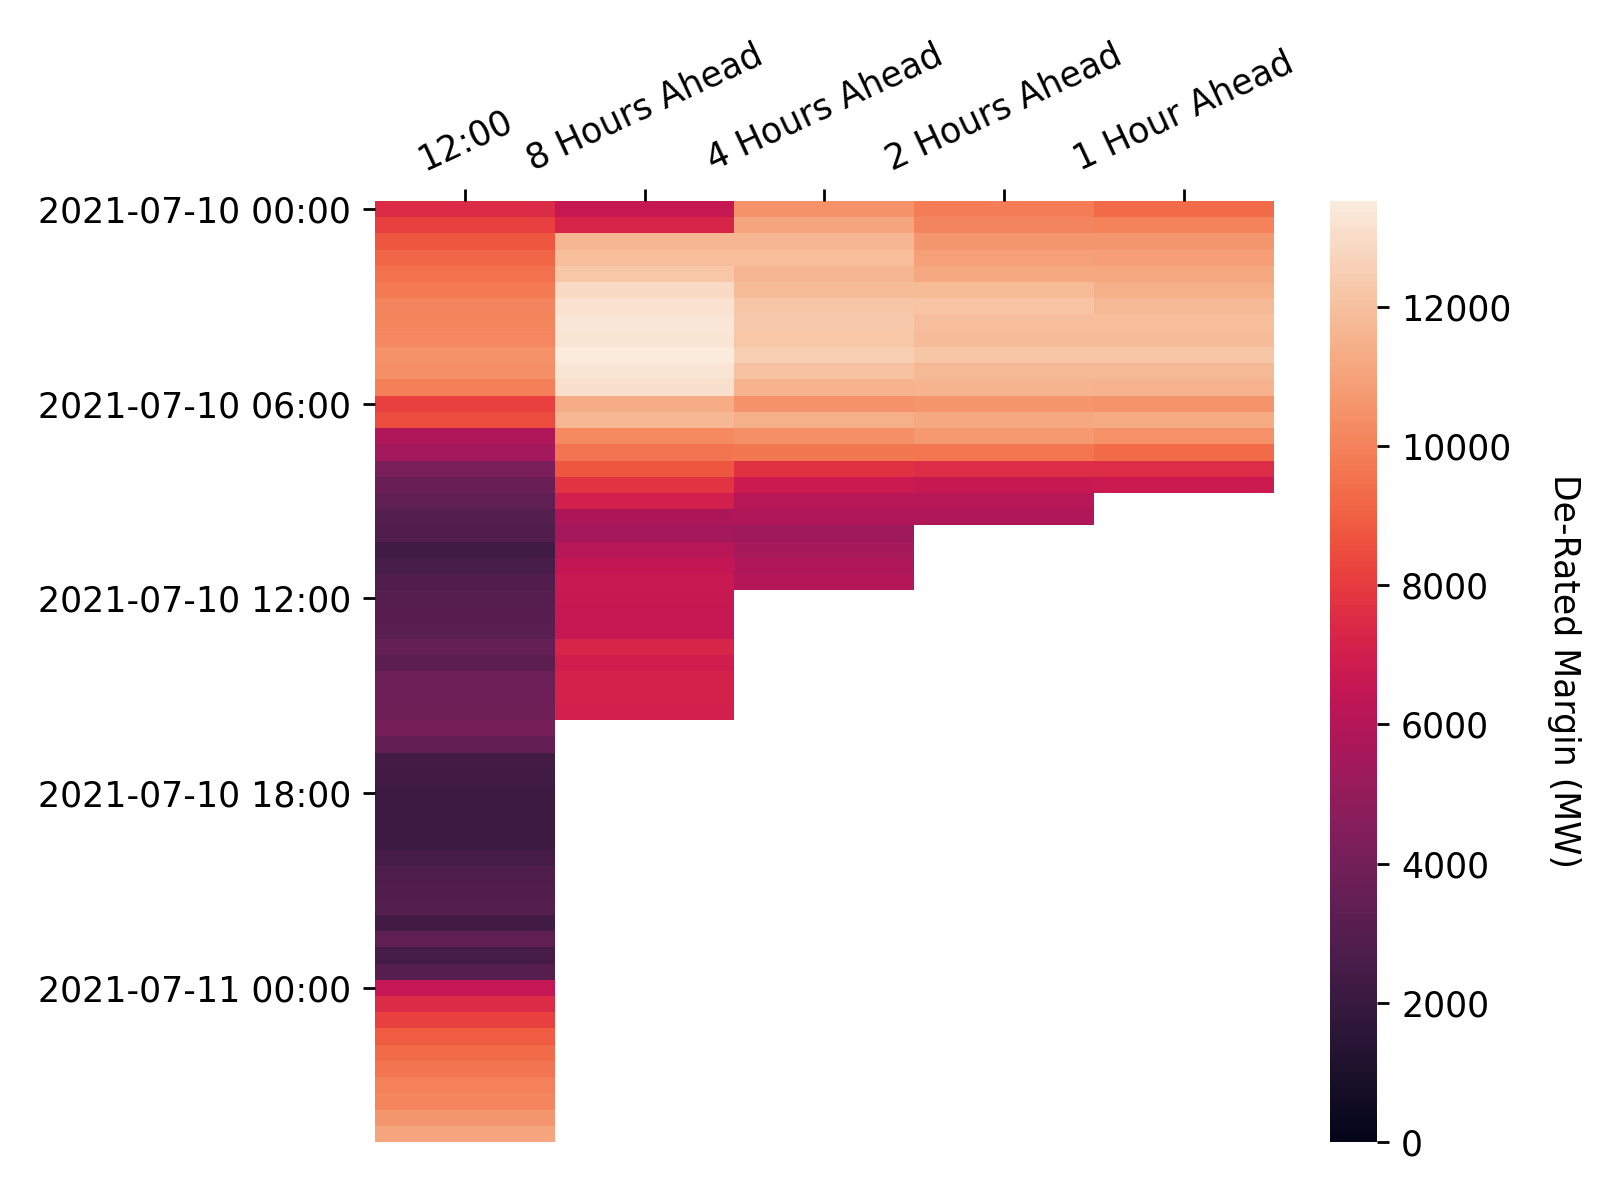 12:00
8 Hours Ahead
4 Hours Ahead
2 Hours Ahead
1 Hour Ahead
2021-07-10 00:00
2021-07-10 06:00
2021-07-10 12:00
2021-07-10 18:00
2021-07-11 00:00
12000
10000
8000
6000
4000
2000
0
De-Rated Margin (MW)